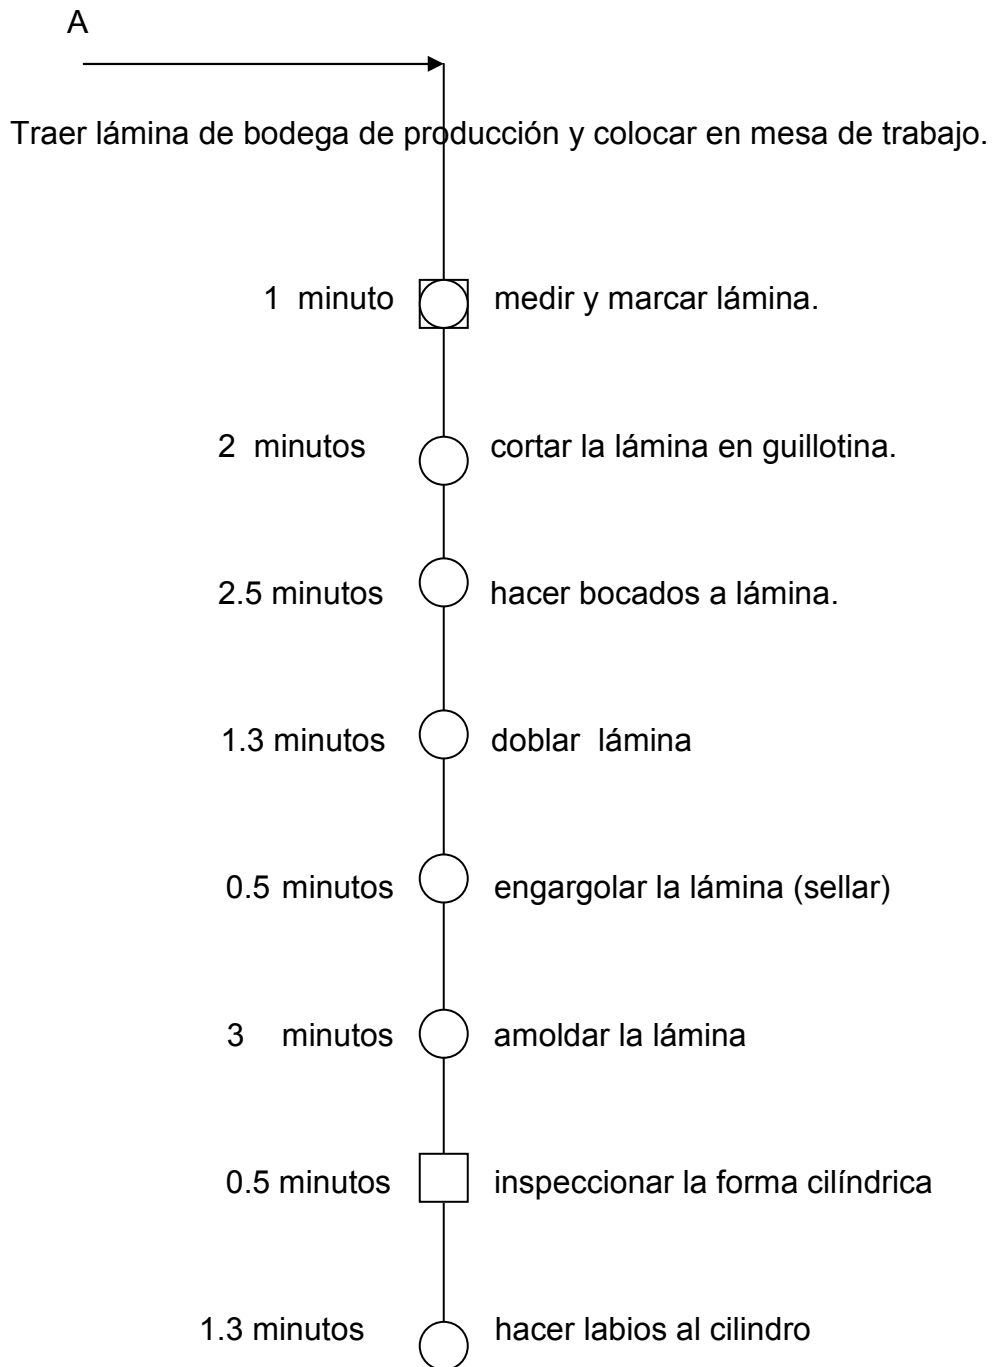 A
Traer lámina de bodega de producción y colocar en mesa de trabajo.
1 minuto medir y marcar lámina.
2 minutos cortar la lámina en guillotina.
2.5 minutos hacer bocados a lámina.
1.3 minutos doblar lámina
0.5 minutos engargolar la lámina (sellar)
3 minutos amoldar la lámina
0.5 minutos inspeccionar la forma cilíndrica
1.3 minutos hacer labios al cilindro